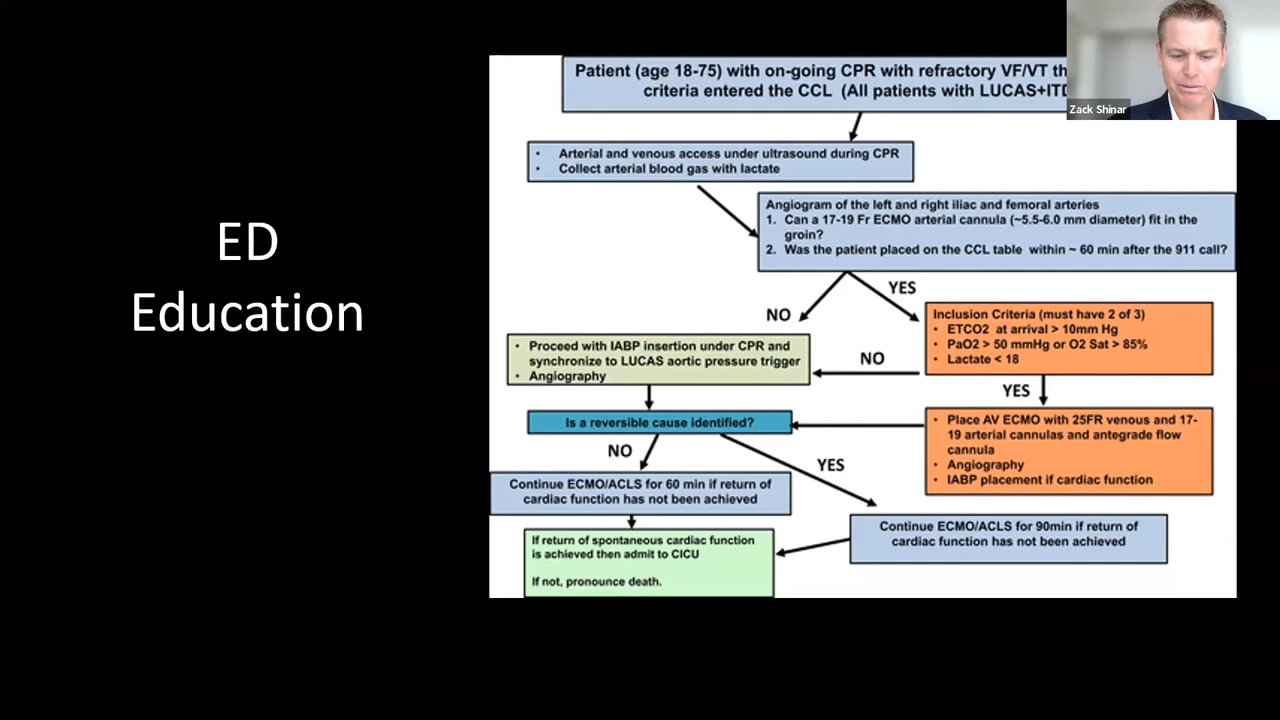 Patient (age 18-75) with on-going CPR with refractory VF/VT
criteria entered the CCL (All patients with
Zack Shinar
ED
Education
• Arterial and venous access under ultrasound during CPR
• Collect arterial blood gas with lactate
Angiogram of the left and right iliac and femoral arteries
1. Can a 17-19 Fr ECMO arterial cannula (~5.5-6.0 mm diameter) fit in the
groin?
2. Was the patient placed on the CCL table within ~ 60 min after the 911 call?
YES
NO
Inclusion Criteria (must have 2 of 3)
• ETCO2 at arrival > 10mm Hg
• PaO2 > 50 mmHg or O2 Sat > 85%
• Lactate < 18
• Proceed with IABP insertion under CPR and
synchronize to LUCAS aortic pressure trigger
• Angiography
NO
YES
Is a reversible cause identified?
• Place AV ECMO with 25FR venous and 17-
19 arterial cannulas and antegrade flow
cannula
• Angiography
• IABP placement if cardiac function
NO
YES
Continue ECMO/ACLS for 60 min if return of
cardiac function has not been achieved
Continue ECMO/ACLS for 90min if return of
cardiac function has not been achieved
If return of spontaneous cardiac function
is achieved then admit to CICU
If not, pronounce death.